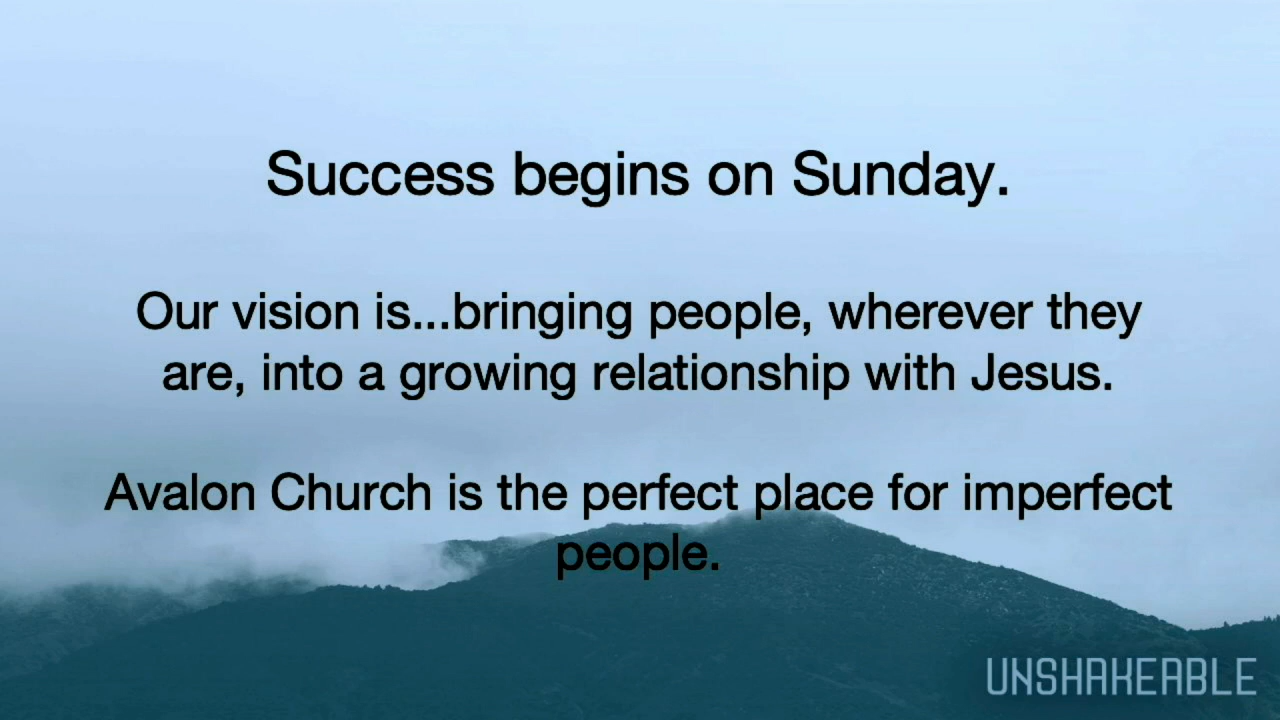 Success begins on Sunday.
Our vision is...bringing people, wherever they
are, into a growing relationship with Jesus.
Avalon Church is the perfect place for imperfect
people.
UNSHAKEABLE